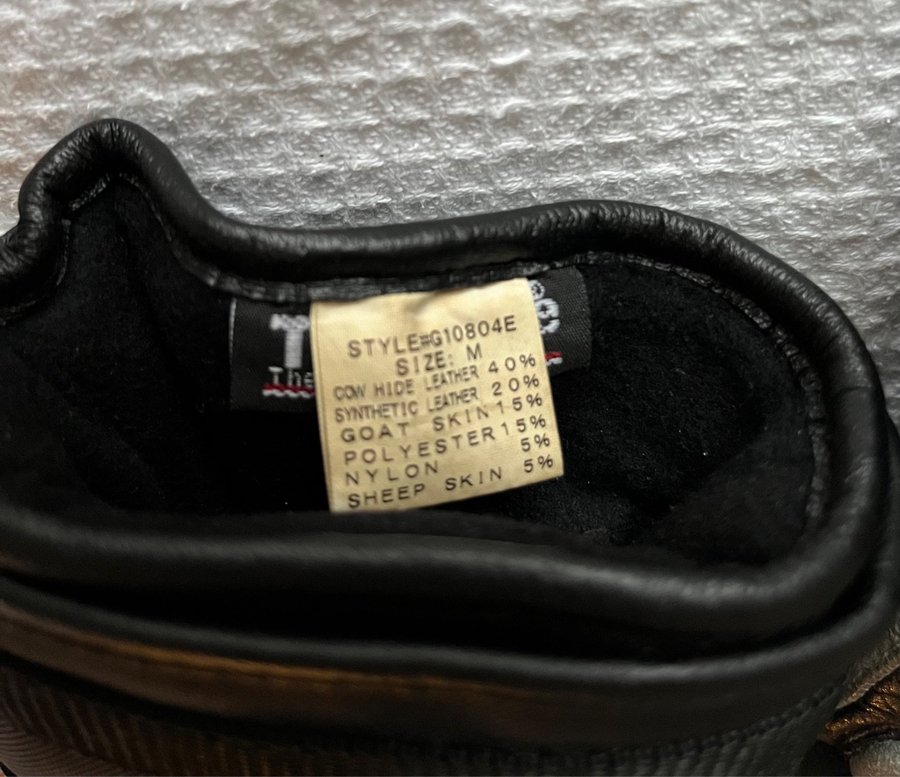 The
STYLE#G10804E
SIZE: M
COW HIDE LEATHER 40%
SYNTHETIC LEATHER 20%
GOAT SKIN 15%
POLYESTER 15%
NYLON 5%
SHEEP SKIN 5%